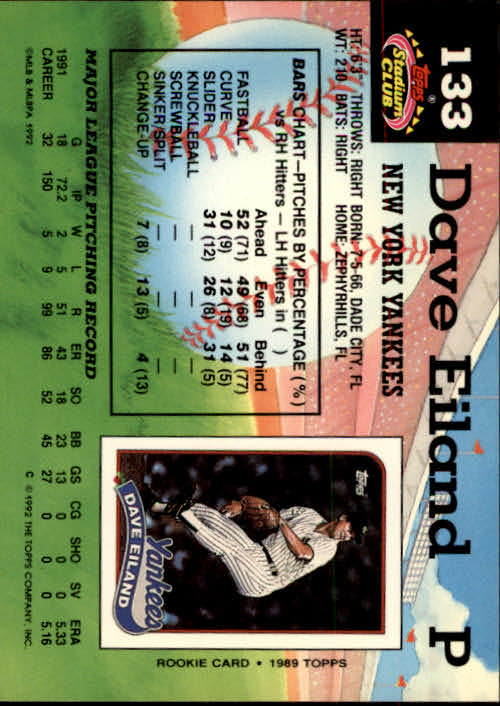 133
Topps®
Stadium
CLUB
Dave Eiland P
NEW YORK YANKEES
HT: 6'3" THROWS: RIGHT BORN: 7-5-66, DADE CITY, FL
WT: 210 BATS: RIGHT HOME: ZEPHYRHILLS, FL
BARS CHART—PITCHES BY PERCENTAGE (%)
vs RH Hitters — LH Hitters in ( )
Ahead Even Behind
FASTBALL 52 (71) 49 (68) 51 (77)
CURVE 10 (9) 12 (19) 14 (5)
SLIDER 31 (12) 26 (8) 31 (5)
KNUCKLEBALL — — —
SCREWBALL — — —
SINKER/SPLIT — — —
CHANGE-UP 7 (8) 13 (5) 4 (13)
Topps
Yankees
DAVE EILAND
ROOKIE CARD • 1989 TOPPS
MAJOR LEAGUE PITCHING RECORD
G IP W L R ER SO BB GS CG SHO SV ERA
1991 18 72.2 2 5 51 43 18 23 13 0 0 0 5.33
CAREER 32 150 5 9 99 86 52 45 27 0 0 0 5.16
©MLB & MLBPA 1992
C © 1992 THE TOPPS COMPANY, INC.